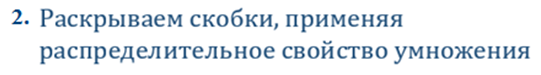 2. Раскрываем скобки, применяя
распределительное свойство умножения